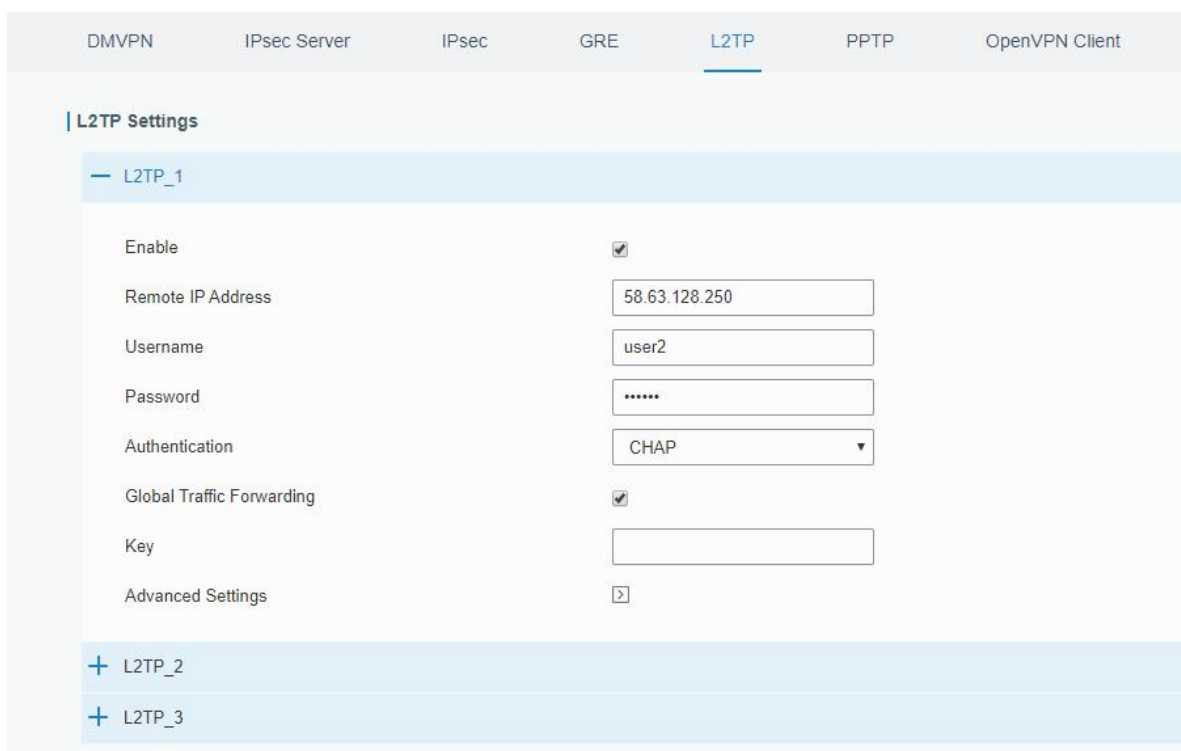 DMVPN IPsec Server IPsec GRE L2TP PPTP OpenVPN Client
L2TP Settings
L2TP_1
Enable
Remote IP Address 58.63.128.250
Username user2
Password ••••••
Authentication CHAP
Global Traffic Forwarding
Key
Advanced Settings
L2TP_2
L2TP_3